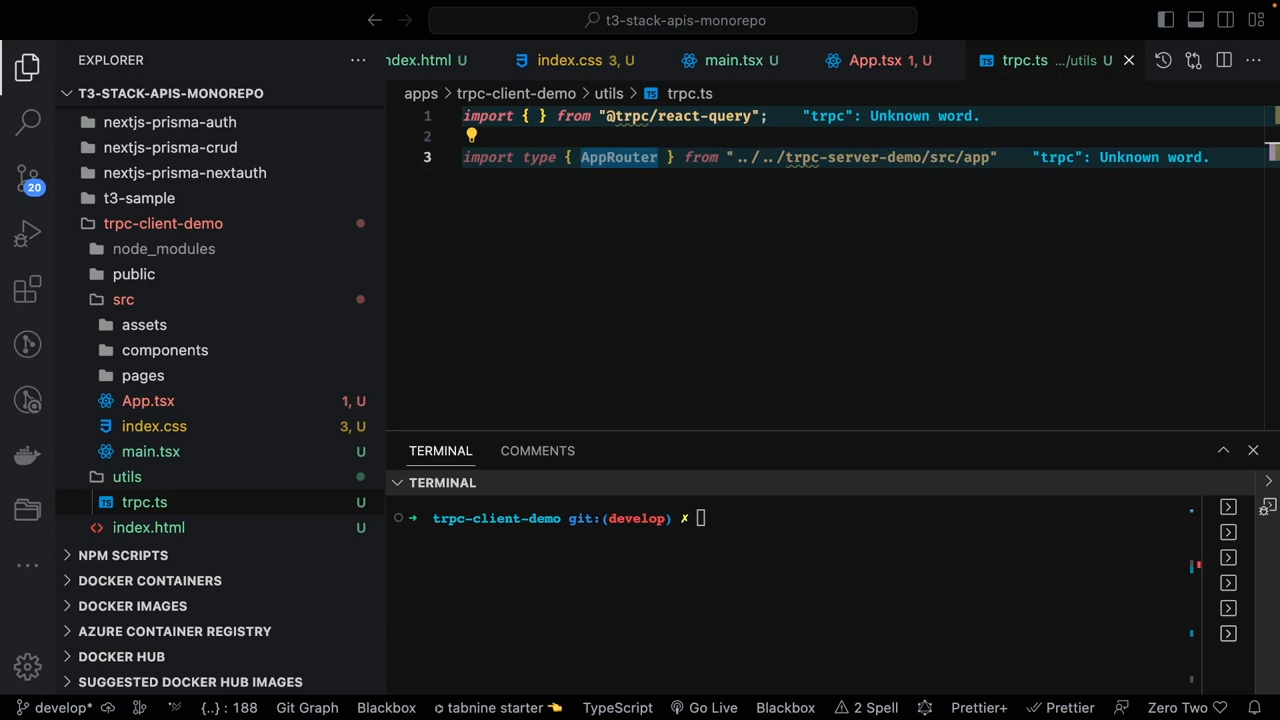 t3-stack-apis-monorepo
EXPLORER
ndex.html U
index.css 3, U
main.tsx U
App.tsx 1, U
trpc.ts .../utils U
T3-STACK-APIS-MONOREPO
apps > trpc-client-demo > utils > trpc.ts
nextjs-prisma-auth
nextjs-prisma-crud
nextjs-prisma-nextauth
t3-sample
trpc-client-demo
node_modules
public
src
assets
components
pages
App.tsx 1, U
index.css 3, U
main.tsx U
utils
trpc.ts U
index.html U
NPM SCRIPTS
DOCKER CONTAINERS
DOCKER IMAGES
AZURE CONTAINER REGISTRY
DOCKER HUB
SUGGESTED DOCKER HUB IMAGES
20
1 import { } from "@trpc/react-query"; "trpc": Unknown word.
2
3 import type { AppRouter } from "../../trpc-server-demo/src/app" "trpc": Unknown word.
TERMINAL COMMENTS
TERMINAL
trpc-client-demo git:(develop) ✗
develop* {..} : 188 Git Graph Blackbox tabnine starter 👈 TypeScript Go Live Blackbox 2 Spell Prettier+ Prettier Zero Two